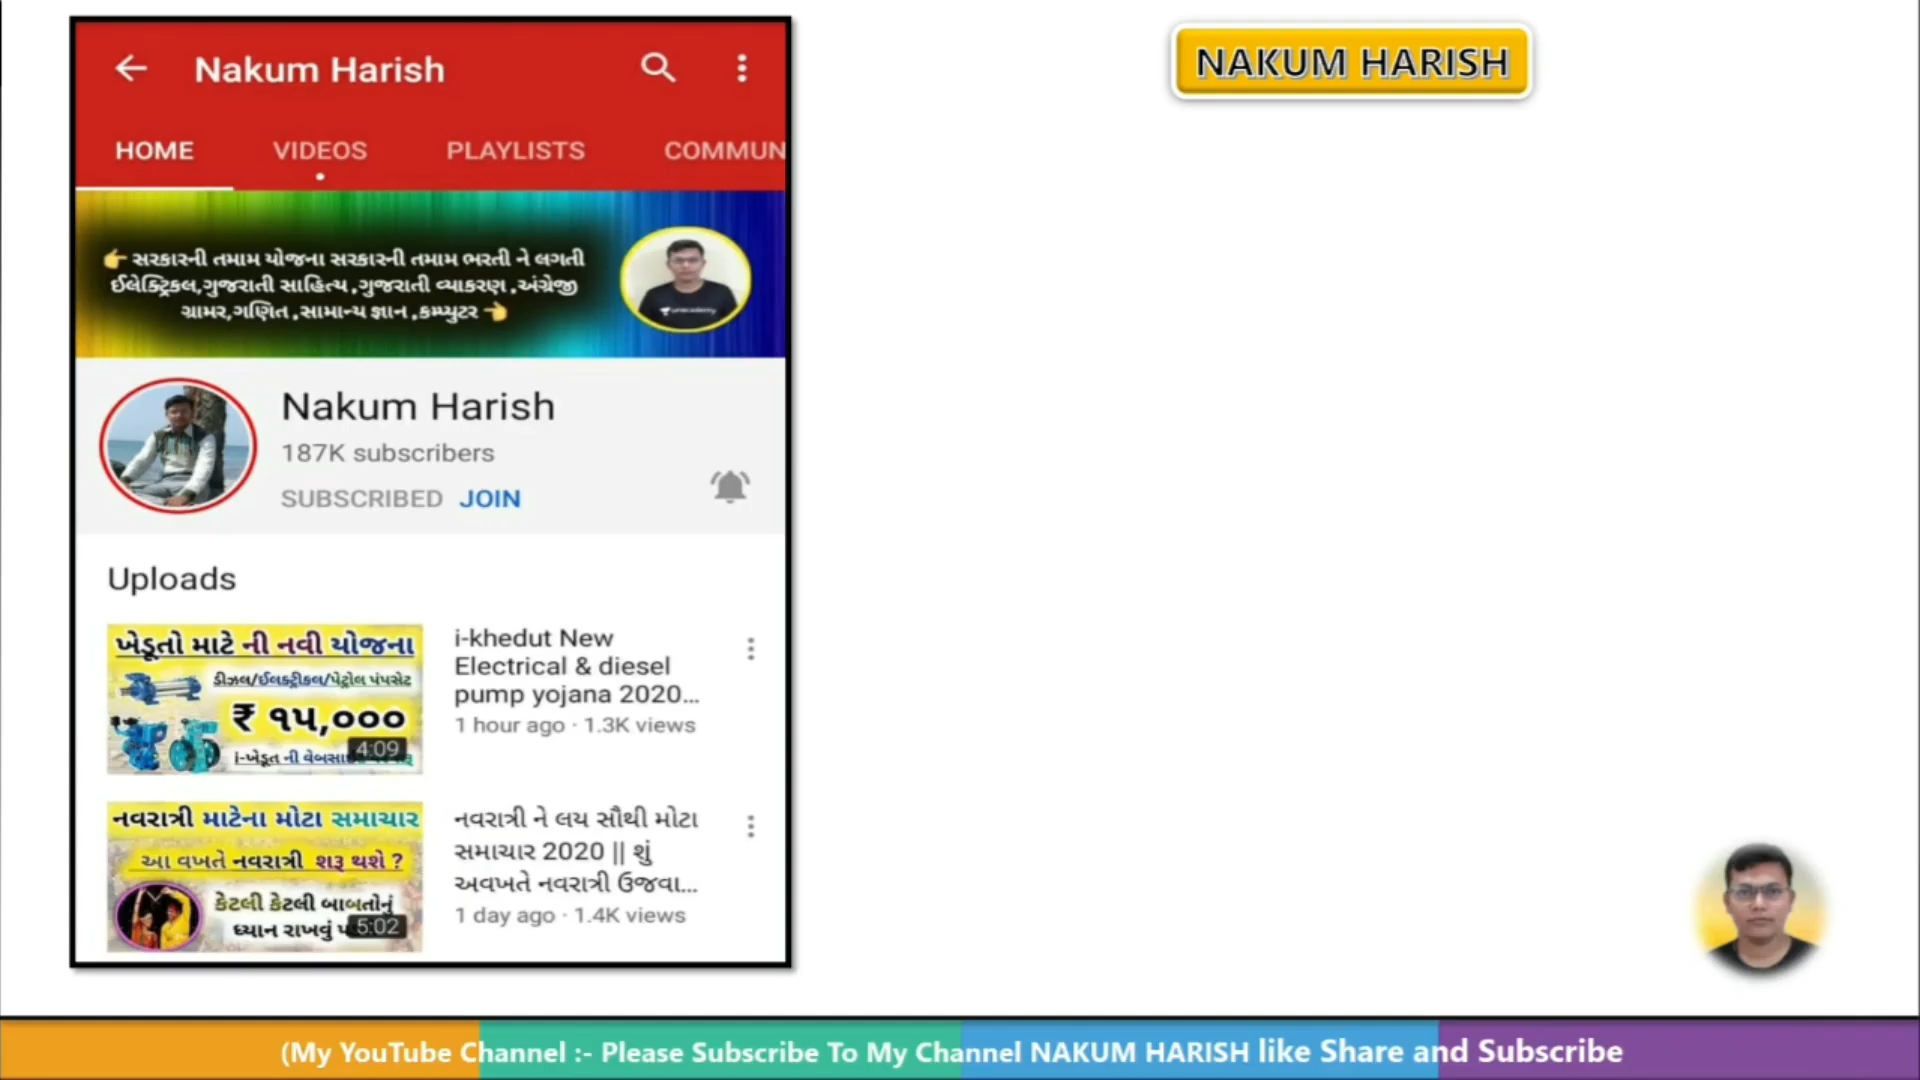 Nakum Harish
HOME VIDEOS PLAYLISTS COMMUN
👉 સરકારની તમામ યોજના સરકારની તમામ ભરતી ને લગતી
ઈલેક્ટ્રિકલ,ગુજરાતી સાહિત્ય ,ગુજરાતી વ્યાકરણ ,અંગ્રેજી
ગ્રામર,ગણિત ,સામાન્ય જ્ઞાન ,કમ્પ્યુટર 👈
unacademy
Nakum Harish
187K subscribers
SUBSCRIBED JOIN
Uploads
ખેડૂતો માટે ની નવી યોજના
ડીઝલ/ઈલક્ટ્રીકલ/પેટ્રોલ પંપસેટ
₹ ૧૫,૦૦૦
i-ખેડૂત ની
4:09
i-khedut New
Electrical & diesel
pump yojana 2020...
1 hour ago · 1.3K views
નવરાત્રી માટેના મોટા સમાચાર
આ વખતે નવરાત્રી શરૂ થશે ?
કેટલી કેટલી બાબતોનું
ધ્યાન રાખવું
5:02
નવરાત્રી ને લય સૌથી મોટા
સમાચાર 2020 || શું
અવખતે નવરાત્રી ઉજવા...
1 day ago · 1.4K views
NAKUM HARISH
(My YouTube Channel :- Please Subscribe To My Channel NAKUM HARISH like Share and Subscribe